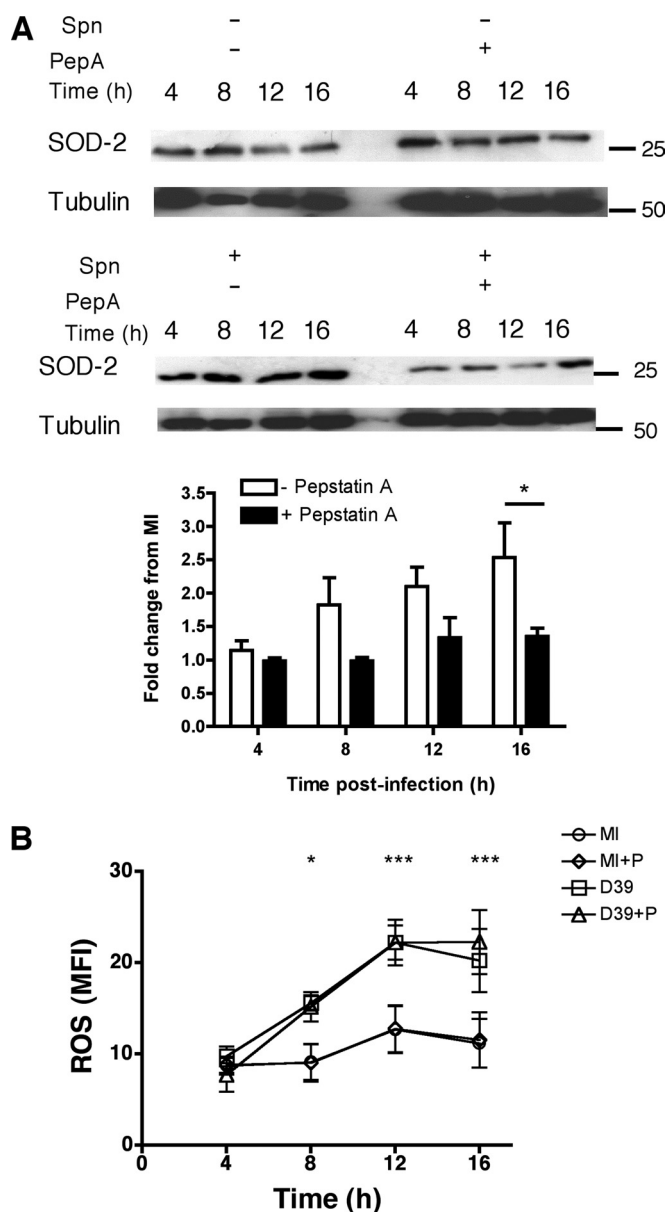 A
Spn - -
PepA - +
Time (h) 4 8 12 16 4 8 12 16
SOD-2 25
Tubulin 50
Spn + +
PepA - +
Time (h) 4 8 12 16 4 8 12 16
SOD-2 25
Tubulin 50
- Pepstatin A
+ Pepstatin A
*
Fold change from MI
3.5
3.0
2.5
2.0
1.5
1.0
0.5
0.0
4 8 12 16
Time post-infection (h)
B
MI
MI+P
D39
D39+P
* *** ***
ROS (MFI)
30
20
10
0
0 4 8 12 16
Time (h)